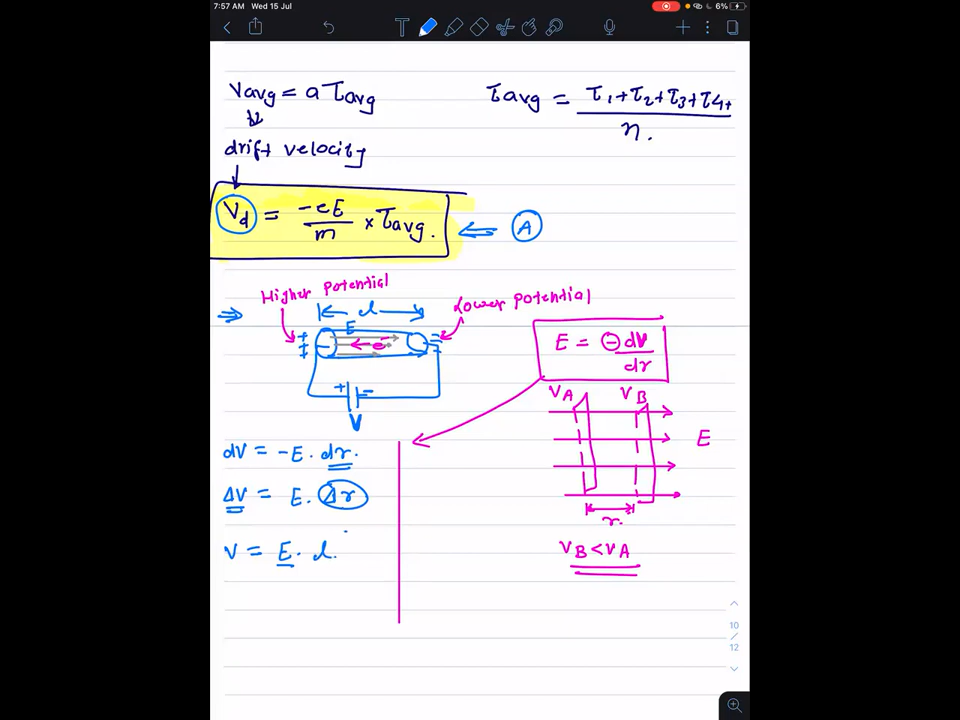 7:57 AM Wed 15 Jul
6%
Vavg = a τavg
drift velocity
Vd = -eE/m × τavg.
A
τavg = τ1+τ2+τ3+τ4+ / n.
Higher potential
l
Lower potential
E
+ + +
e-
+ -
V
E = - dV/dr
VA VB
E
r.
VB < VA
dV = -E. dr.
ΔV = E. Δr
V = E. l.
10
/
12